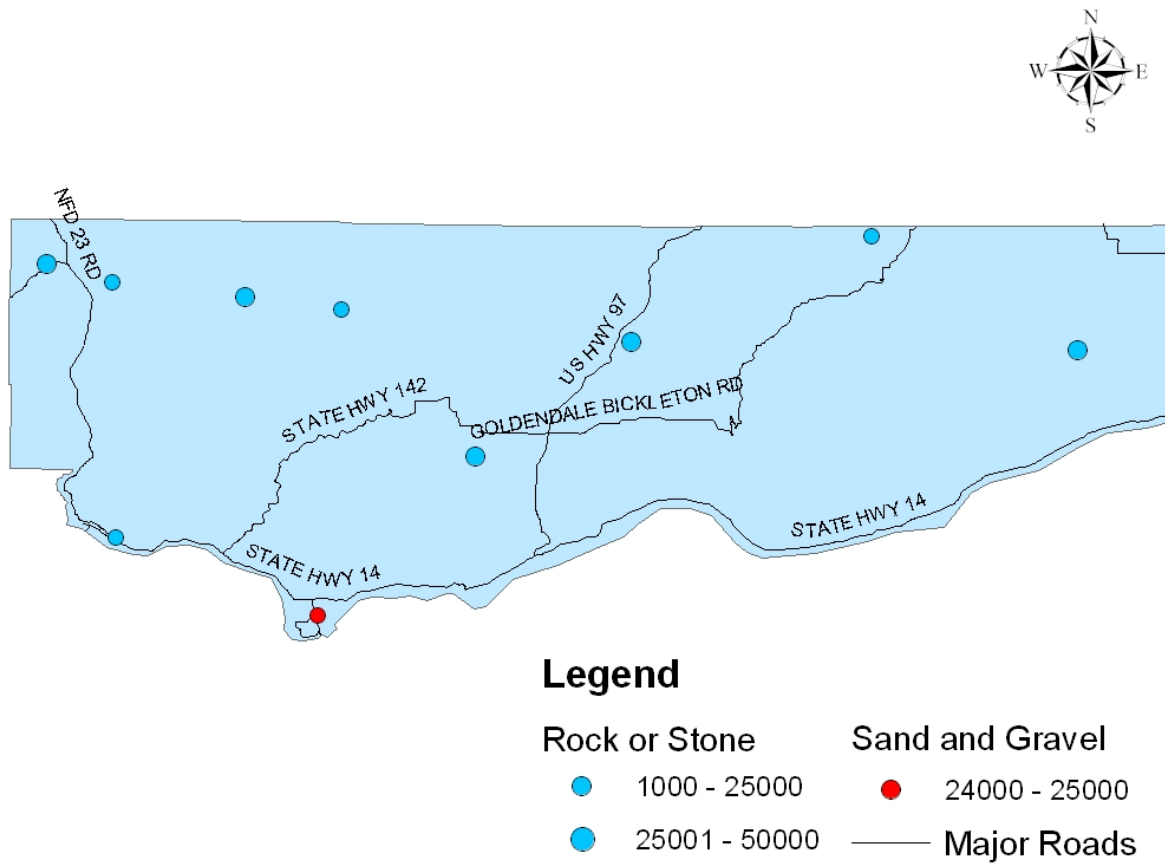 N
W
E
S
NFD 23 RD
US HWY 97
STATE HWY 142
GOLDENDALE BICKLETON RD
STATE HWY 14
STATE HWY 14
Legend
Rock or Stone
Sand and Gravel
1000 - 25000
24000 - 25000
25001 - 50000
Major Roads